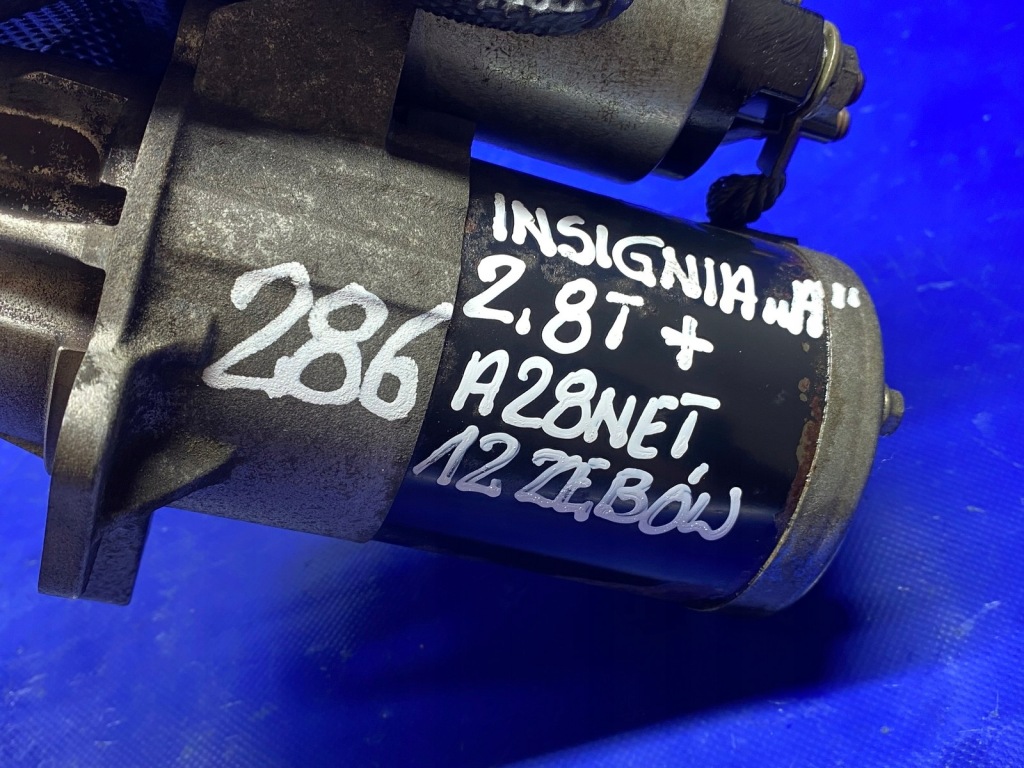 286
INSIGNIA „A"
2,8T +
A28NET,
12 ZĘBÓW